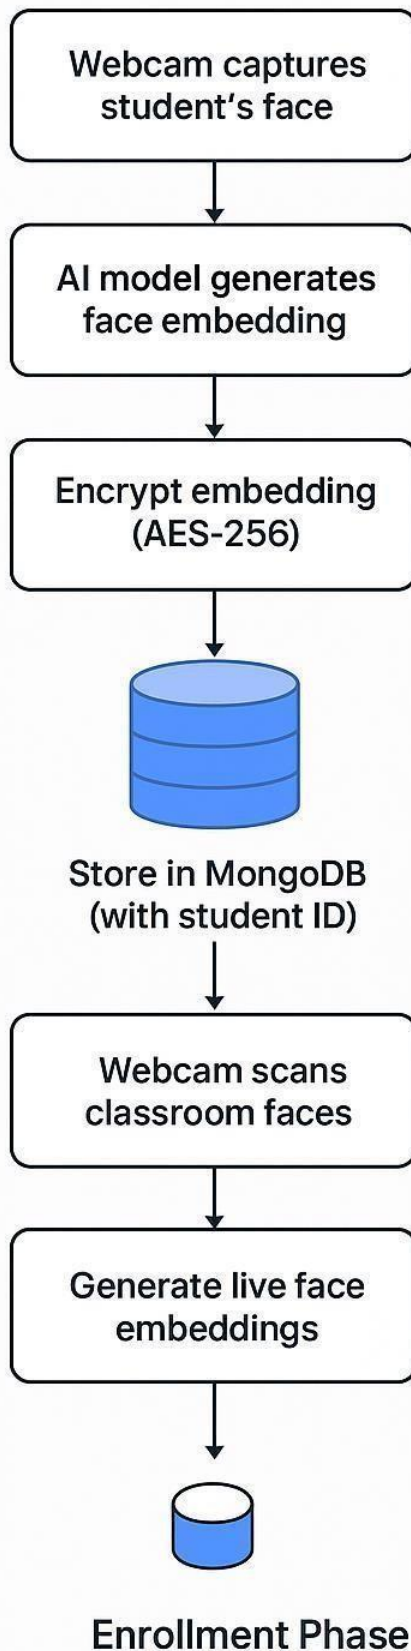 Webcam captures
student's face
AI model generates
face embedding
Encrypt embedding
(AES-256)
Store in MongoDB
(with student ID)
Webcam scans
classroom faces
Generate live face
embeddings
Enrollment Phase